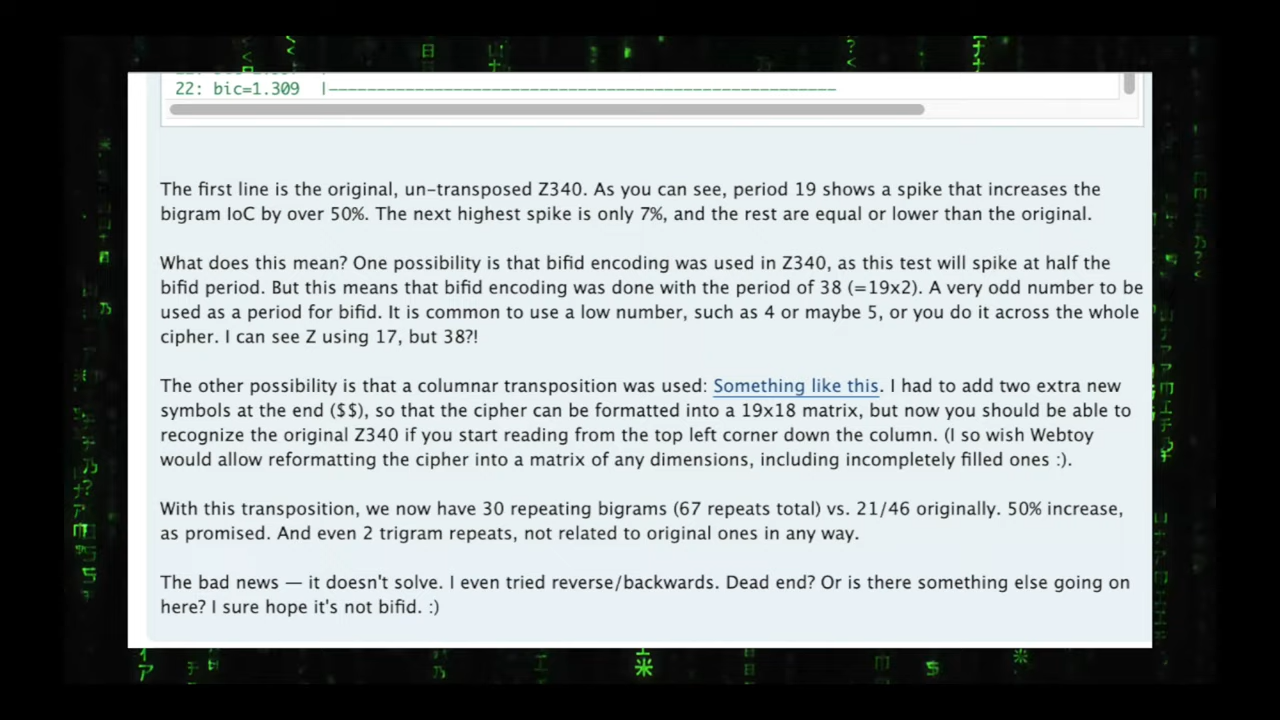 22: bic=1.309 |-----------------------------------------------------
The first line is the original, un-transposed Z340. As you can see, period 19 shows a spike that increases the
bigram IoC by over 50%. The next highest spike is only 7%, and the rest are equal or lower than the original.
What does this mean? One possibility is that bifid encoding was used in Z340, as this test will spike at half the
bifid period. But this means that bifid encoding was done with the period of 38 (=19x2). A very odd number to be
used as a period for bifid. It is common to use a low number, such as 4 or maybe 5, or you do it across the whole
cipher. I can see Z using 17, but 38?!
The other possibility is that a columnar transposition was used: Something like this. I had to add two extra new
symbols at the end ($$), so that the cipher can be formatted into a 19x18 matrix, but now you should be able to
recognize the original Z340 if you start reading from the top left corner down the column. (I so wish Webtoy
would allow reformatting the cipher into a matrix of any dimensions, including incompletely filled ones :).
With this transposition, we now have 30 repeating bigrams (67 repeats total) vs. 21/46 originally. 50% increase,
as promised. And even 2 trigram repeats, not related to original ones in any way.
The bad news — it doesn't solve. I even tried reverse/backwards. Dead end? Or is there something else going on
here? I sure hope it's not bifid. :)